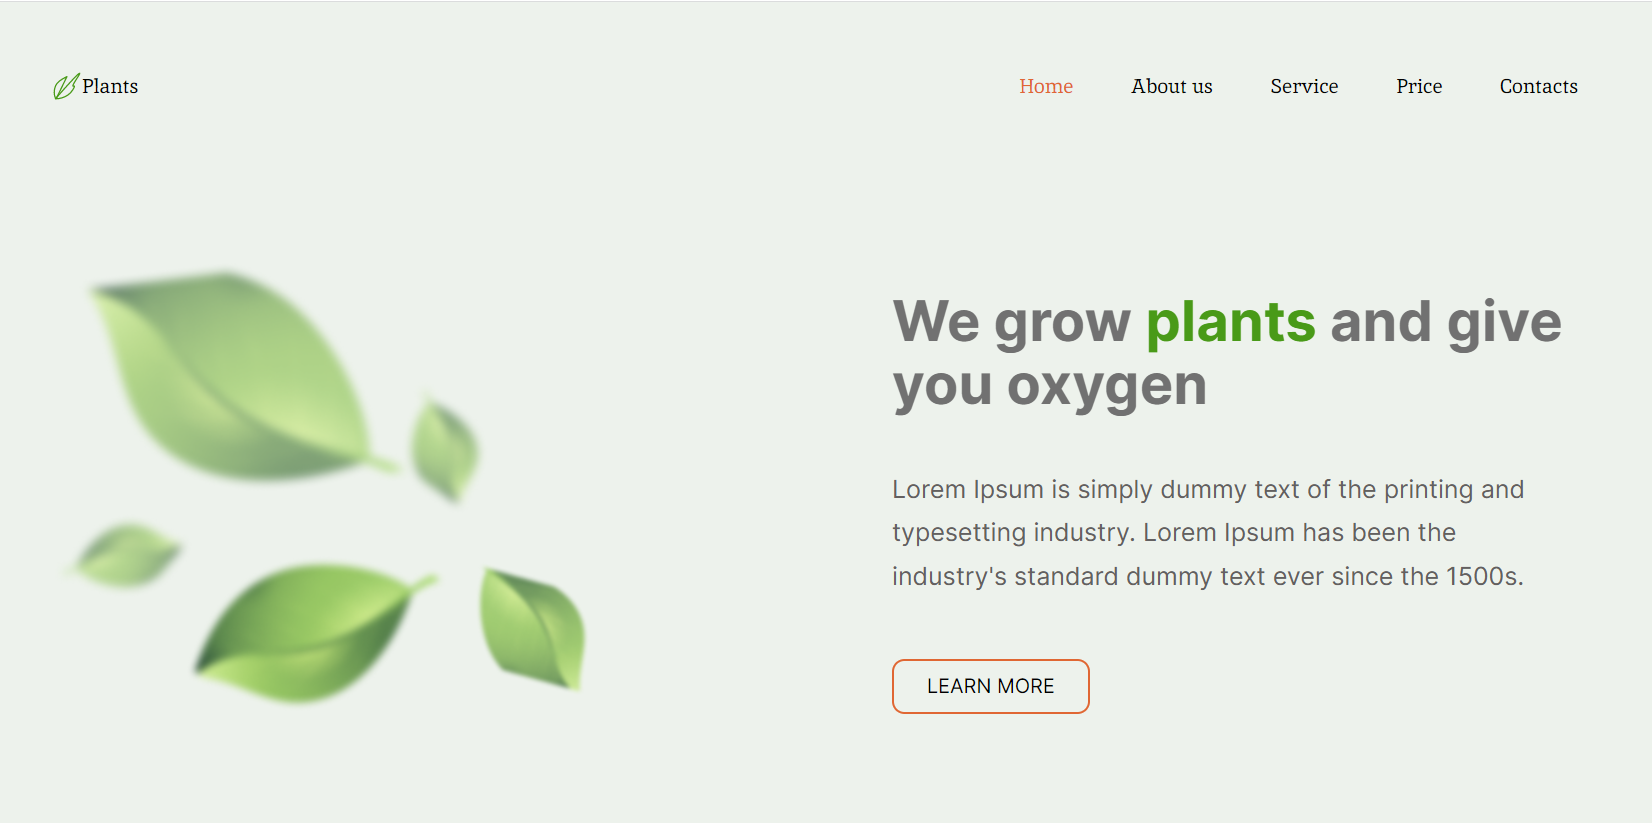 Plants
Home About us Service Price Contacts
We grow plants and give
you oxygen
Lorem Ipsum is simply dummy text of the printing and
typesetting industry. Lorem Ipsum has been the
industry's standard dummy text ever since the 1500s.
LEARN MORE